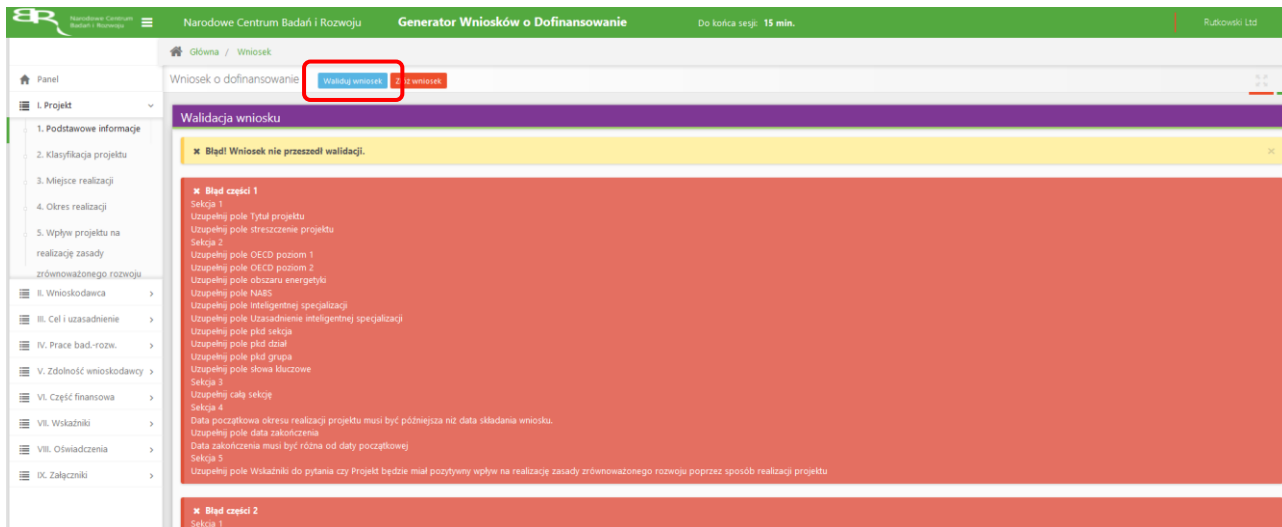 Narodowe Centrum
Badań i Rozwoju
Narodowe Centrum Badań i Rozwoju
Generator Wniosków o Dofinansowanie
Do końca sesji: 15 min.
Rutkowski Ltd
Główna / Wniosek
Panel
I. Projekt
1. Podstawowe informacje
2. Klasyfikacja projektu
3. Miejsce realizacji
4. Okres realizacji
5. Wpływ projektu na
realizację zasady
zrównoważonego rozwoju
II. Wnioskodawca
III. Cel i uzasadnienie
IV. Prace bad.-rozw.
V. Zdolność wnioskodawcy
VI. Część finansowa
VII. Wskaźniki
VIII. Oświadczenia
IX. Załączniki
Wniosek o dofinansowanie
Waliduj wniosek
wniosek
Walidacja wniosku
Błąd! Wniosek nie przeszedł walidacji.
Błąd części 1
Sekcja 1
Uzupełnij pole Tytuł projektu
Uzupełnij pole streszczenie projektu
Sekcja 2
Uzupełnij pole OECD poziom 1
Uzupełnij pole OECD poziom 2
Uzupełnij pole obszaru energetyki
Uzupełnij pole NABS
Uzupełnij pole Inteligentnej specjalizacji
Uzupełnij pole Uzasadnienie inteligentnej specjalizacji
Uzupełnij pole pkd sekcja
Uzupełnij pole pkd dział
Uzupełnij pole pkd grupa
Uzupełnij pole słowa kluczowe
Sekcja 3
Uzupełnij całą sekcję
Sekcja 4
Data początkowa okresu realizacji projektu musi być późniejsza niż data składania wniosku.
Uzupełnij pole data zakończenia
Data zakończenia musi być różna od daty początkowej
Sekcja 5
Uzupełnij pole Wskaźniki do pytania czy Projekt będzie miał pozytywny wpływ na realizację zasady zrównoważonego rozwoju poprzez sposób realizacji projektu
Błąd części 2
Sekcja 1